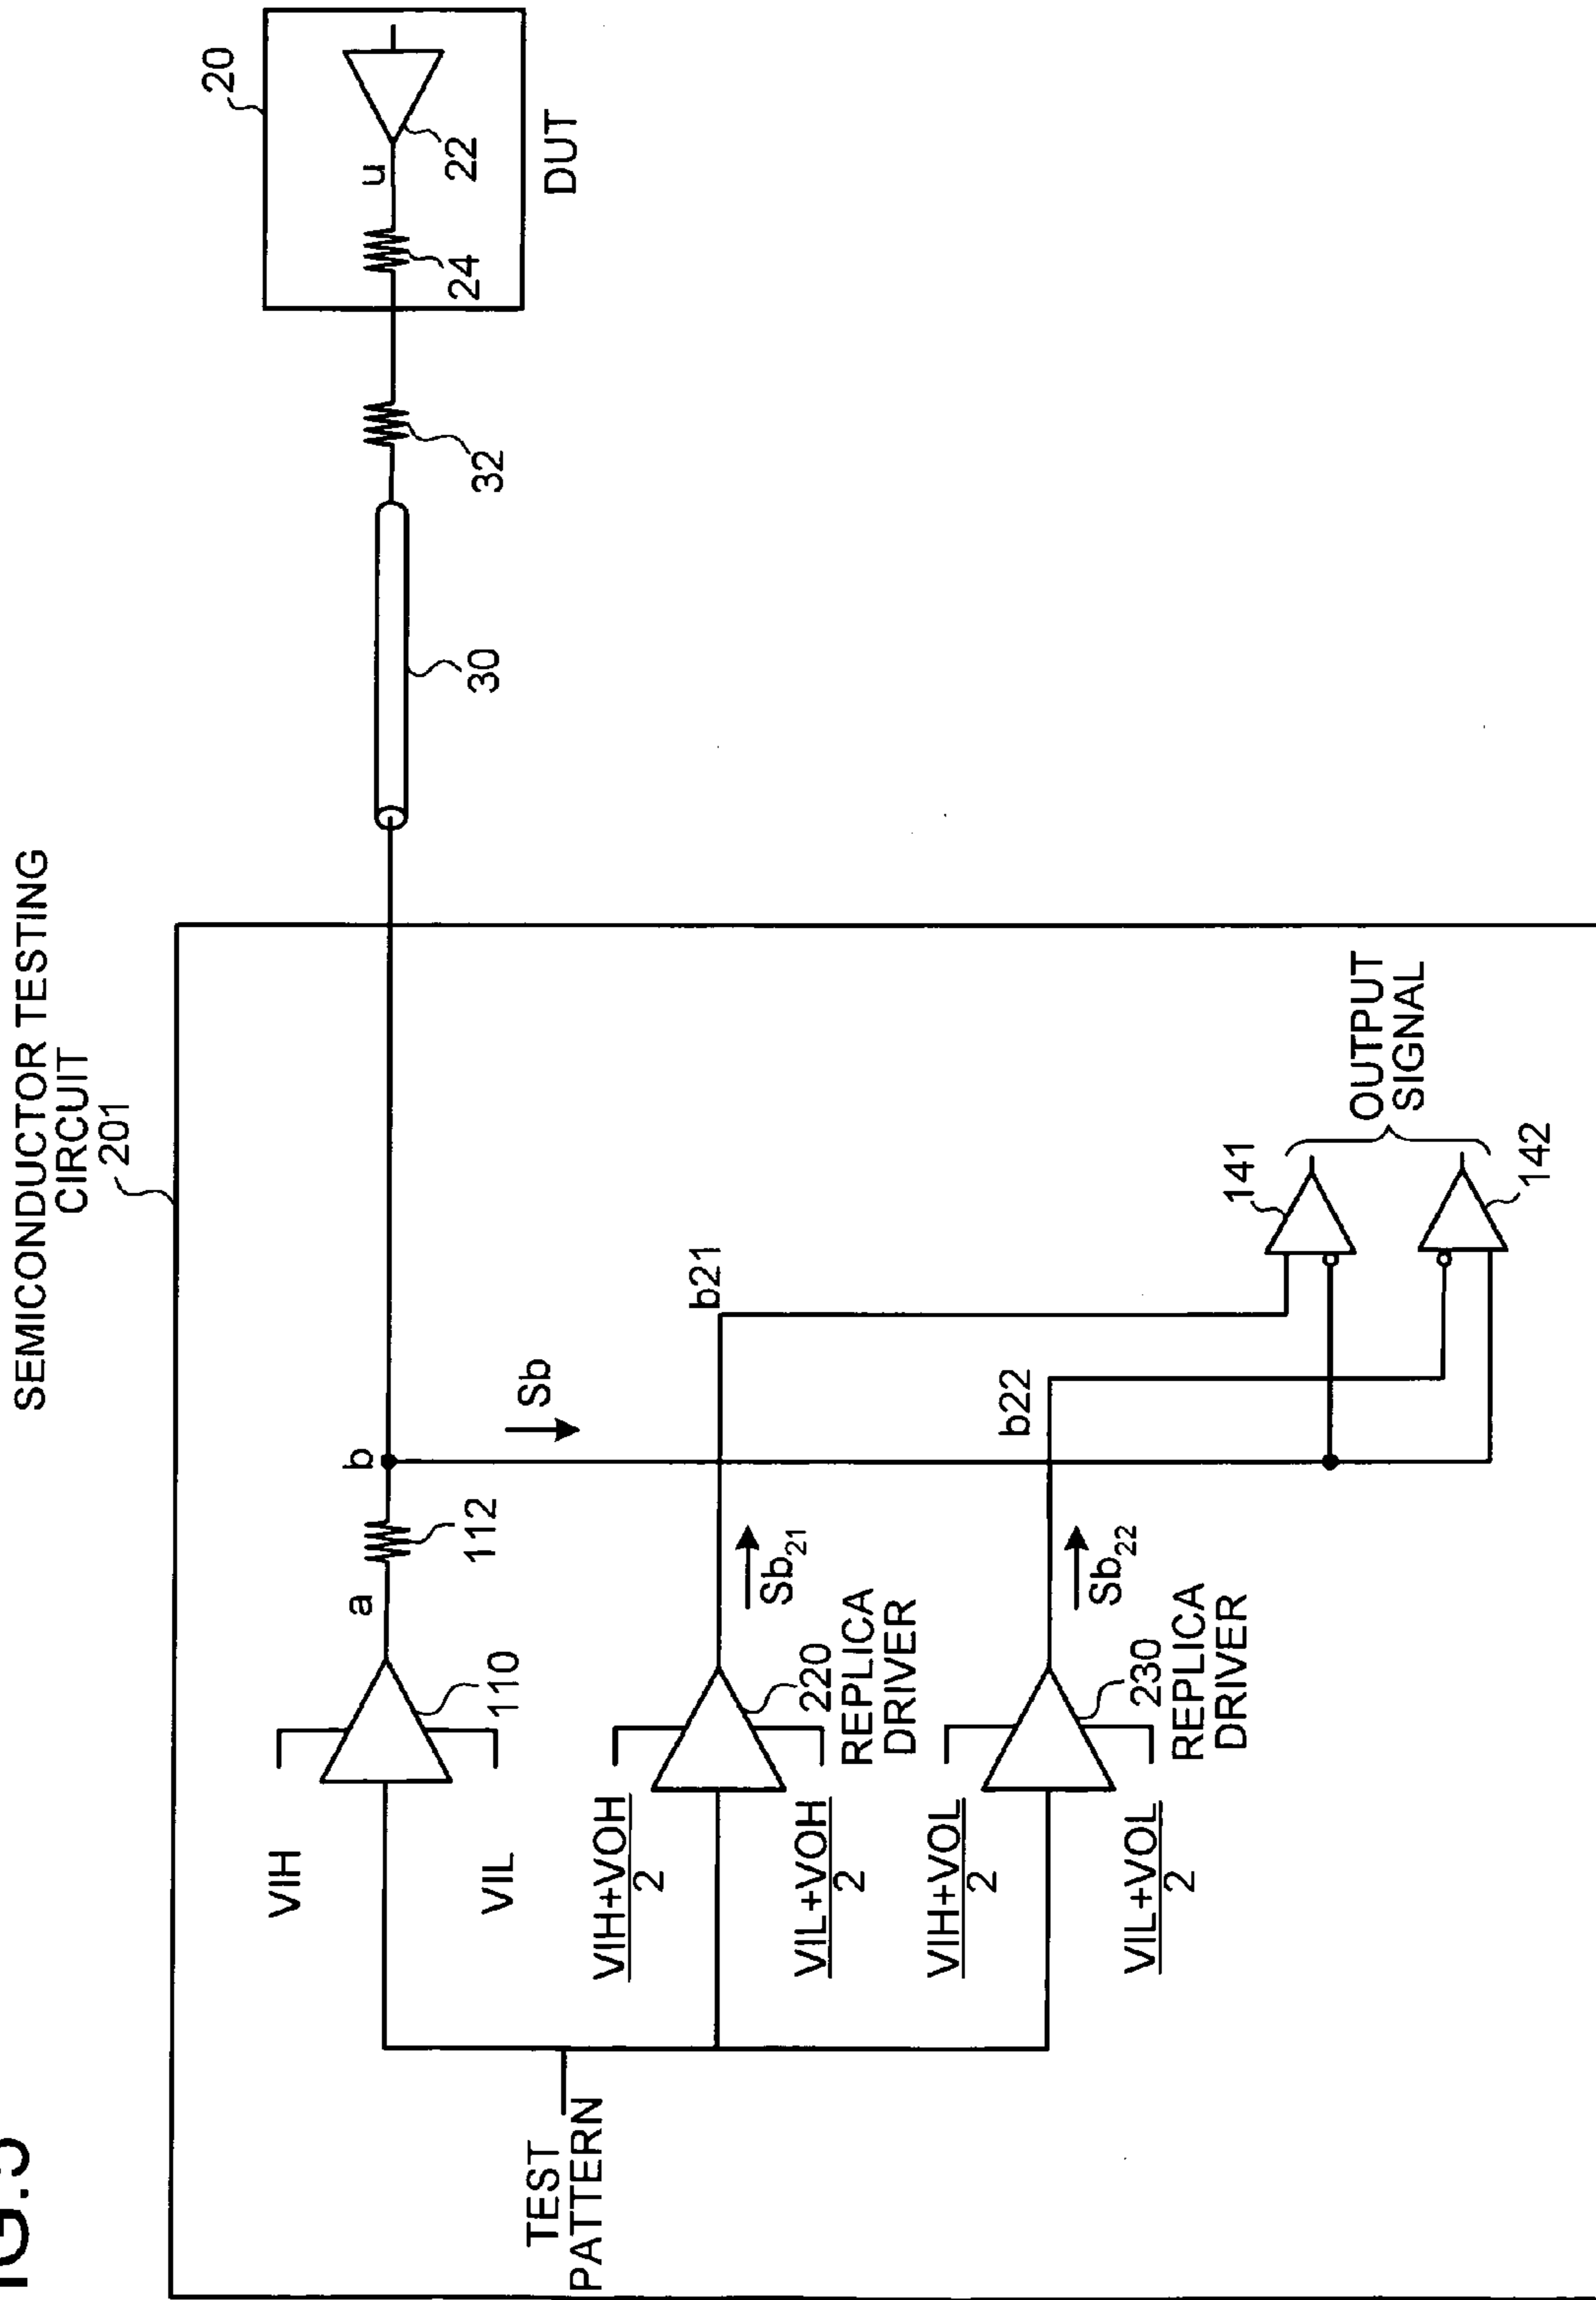 SEMICONDUCTOR TESTING
CIRCUIT
201
20
VIH
VIL
110
a
112
b
Sb
30
32
24
u
22
DUT
TEST
PATTERN
VIH+VOH
2
VIL+VOH
2
220
REPLICA
DRIVER
Sb21
b21
VIH+VOL
2
VIL+VOL
2
230
REPLICA
DRIVER
Sb22
b22
141
142
OUTPUT
SIGNAL